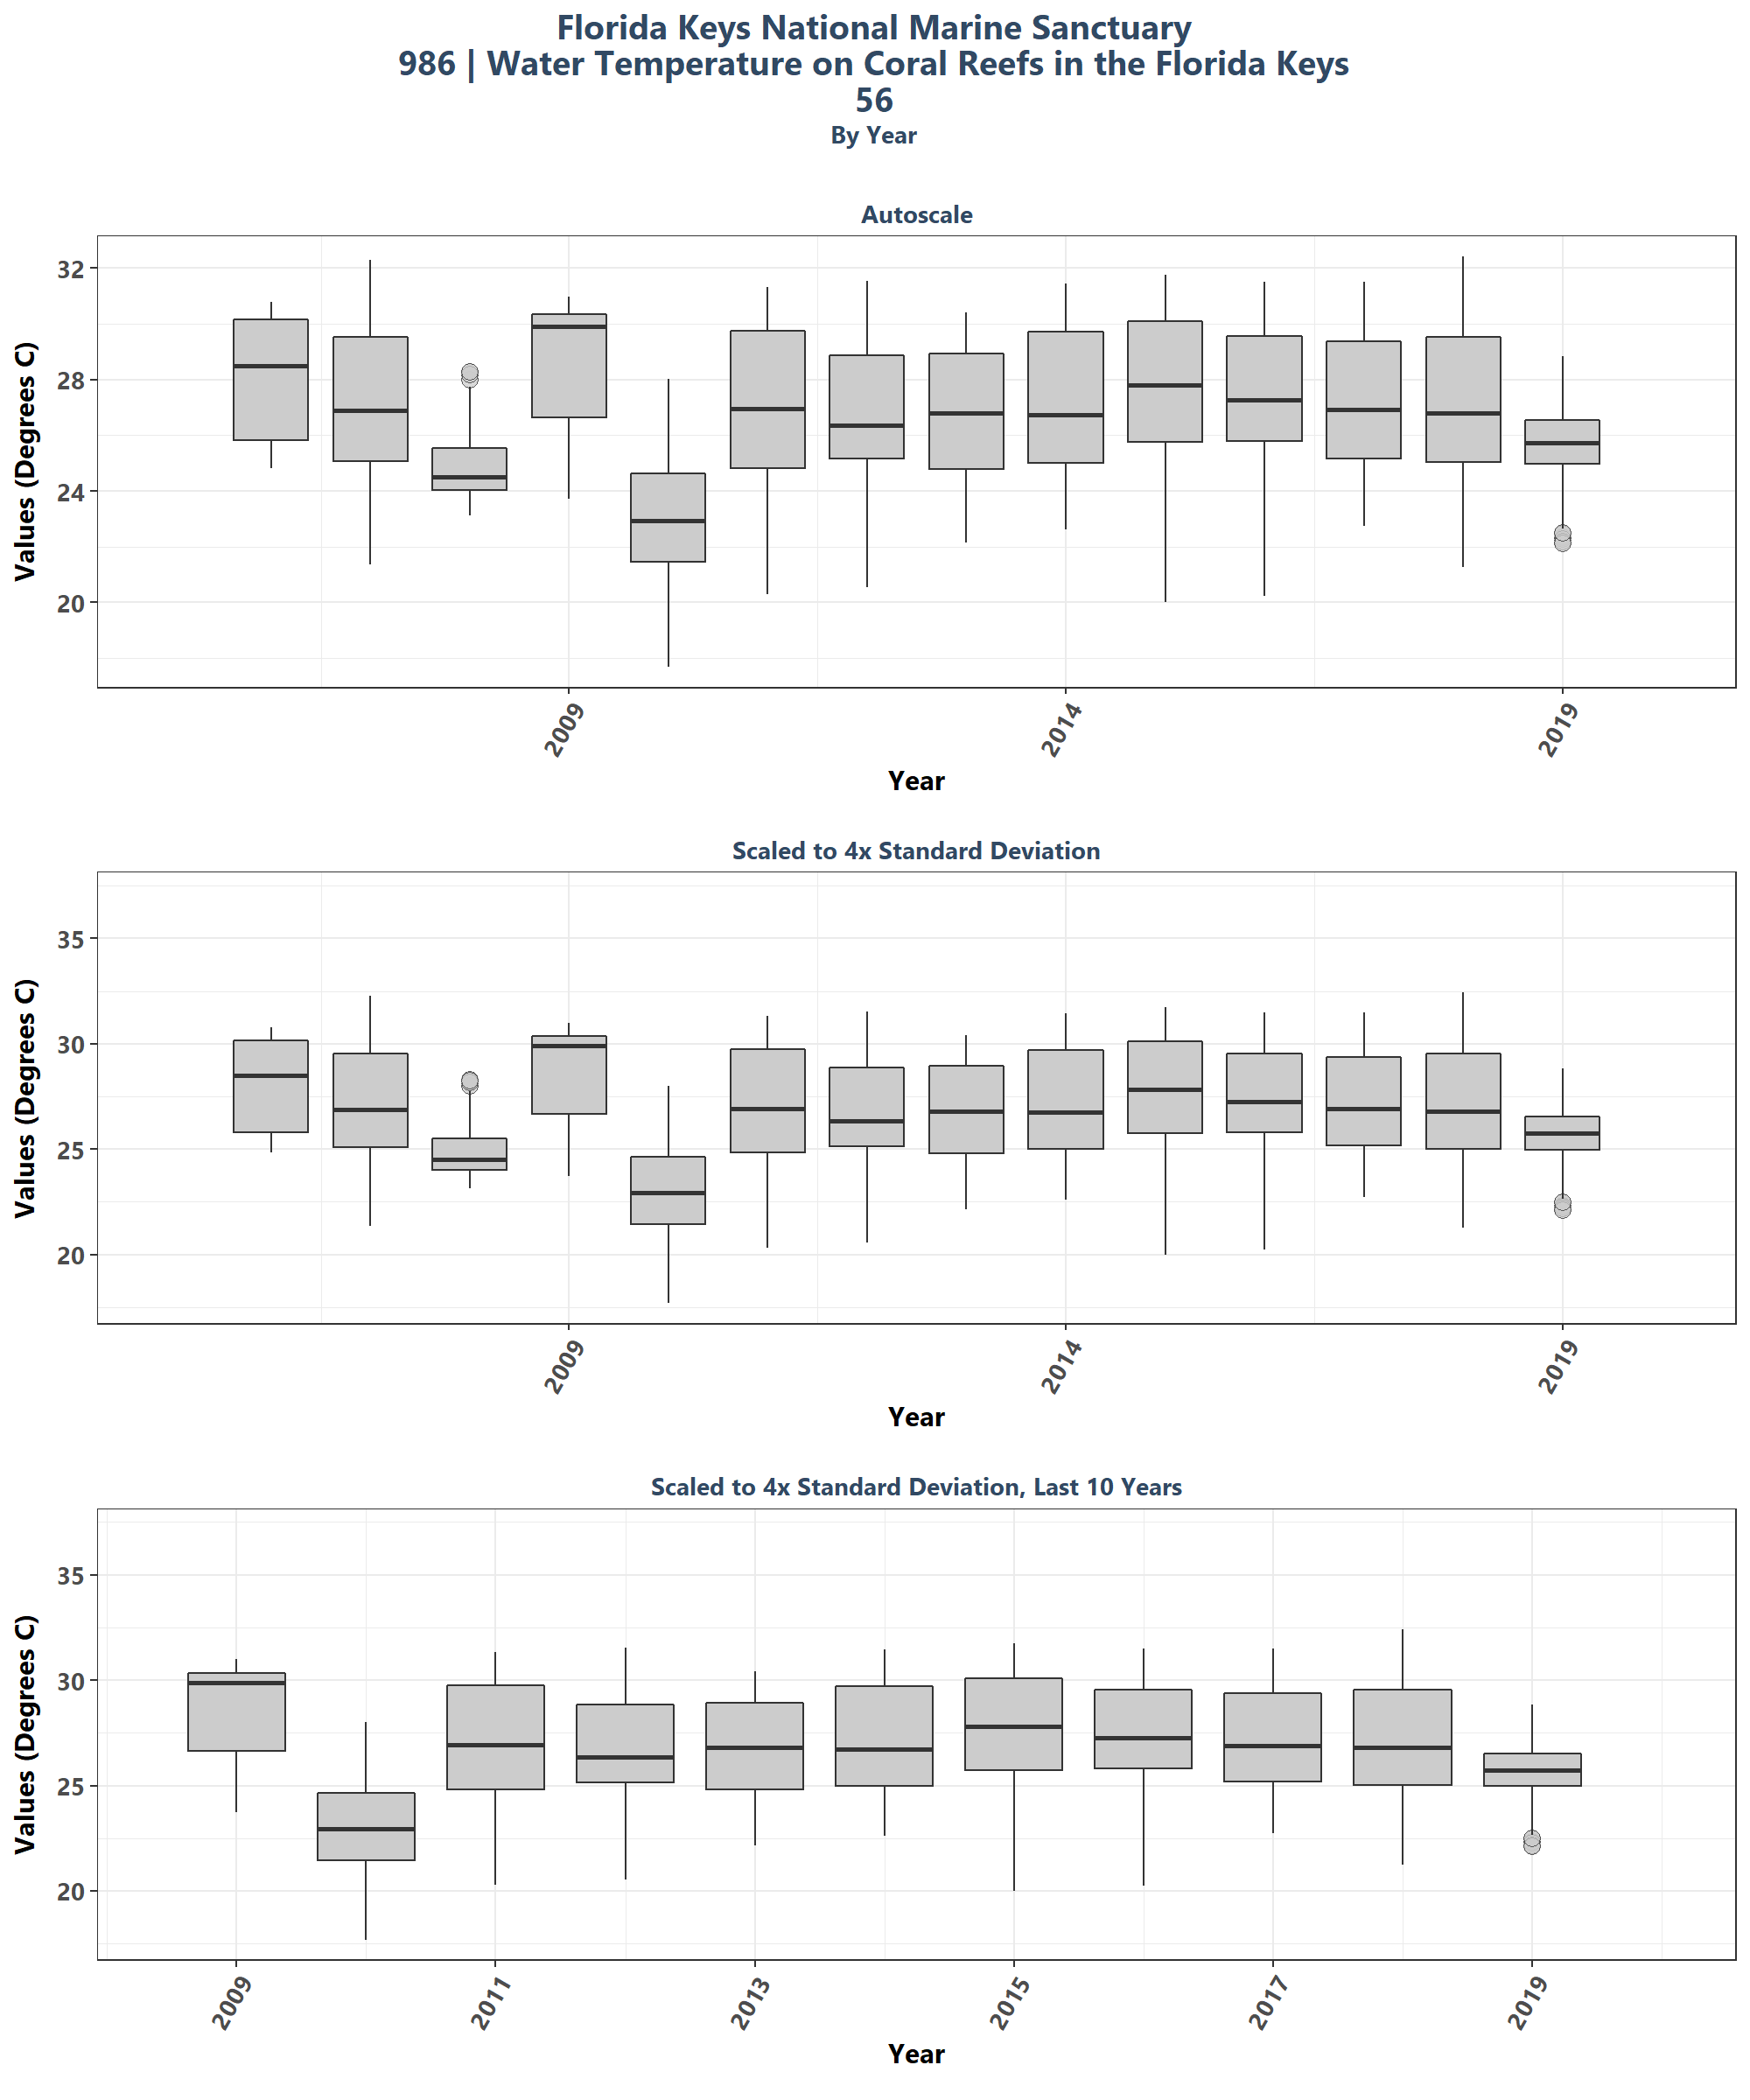 Florida Keys National Marine Sanctuary
986 | Water Temperature on Coral Reefs in the Florida Keys
56
By Year
Autoscale
Values (Degrees C)
32
28
24
20
2009
2014
2019
Year
Scaled to 4x Standard Deviation
Values (Degrees C)
35
30
25
20
2009
2014
2019
Year
Scaled to 4x Standard Deviation, Last 10 Years
Values (Degrees C)
35
30
25
20
2009
2011
2013
2015
2017
2019
Year